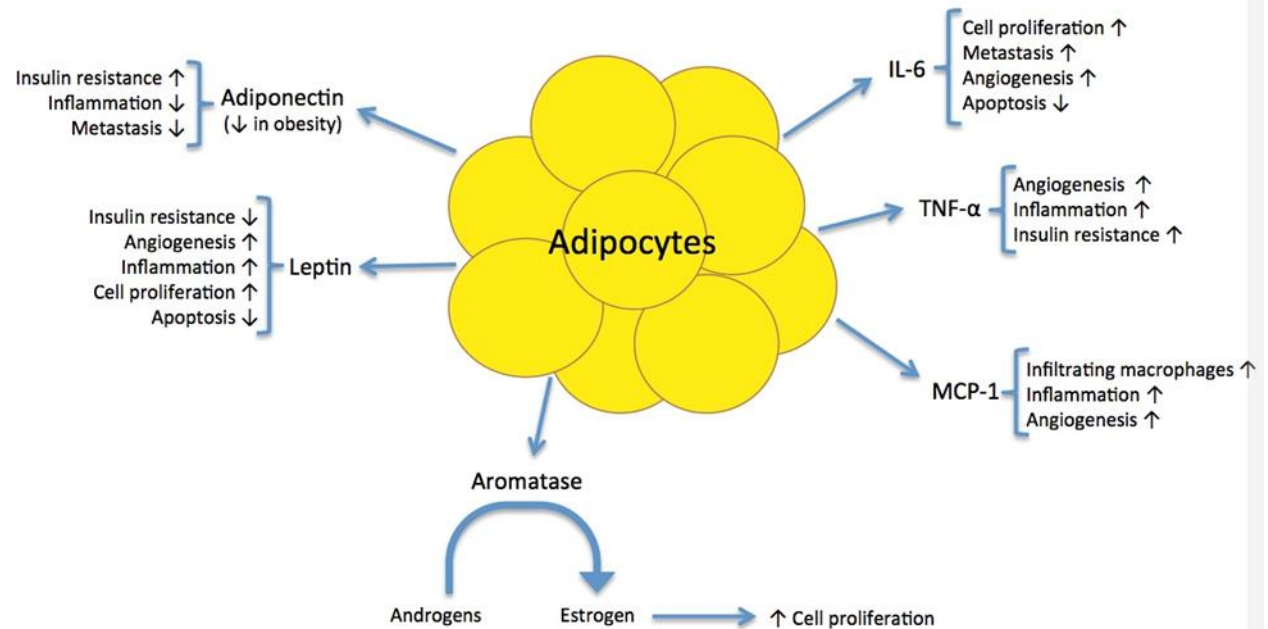 Insulin resistance ↑
Inflammation ↓
Metastasis ↓
Adiponectin
(↓ in obesity)
Insulin resistance ↓
Angiogenesis ↑
Inflammation ↑
Cell proliferation ↑
Apoptosis ↓
Leptin
Adipocytes
IL-6
Cell proliferation ↑
Metastasis ↑
Angiogenesis ↑
Apoptosis ↓
TNF-α
Angiogenesis ↑
Inflammation ↑
Insulin resistance ↑
MCP-1
Infiltrating macrophages ↑
Inflammation ↑
Angiogenesis ↑
Aromatase
Androgens
Estrogen
↑ Cell proliferation